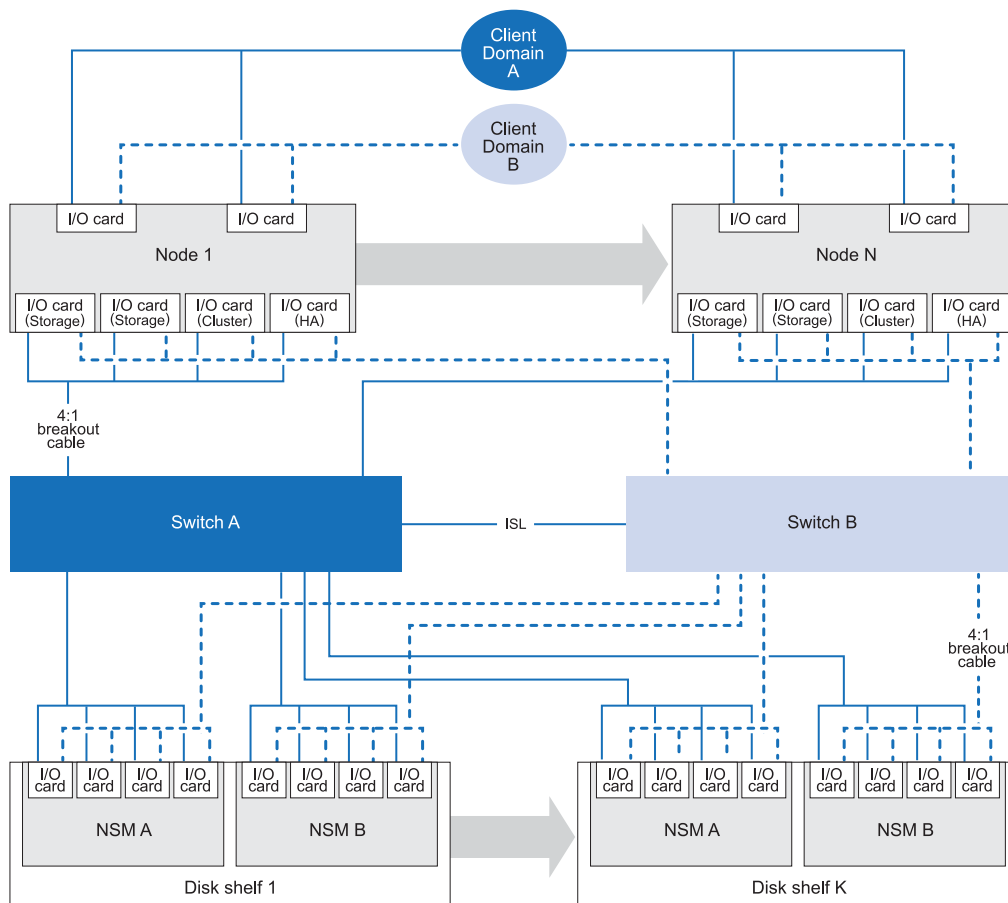 Client
Domain
A
Client
Domain
B
I/O card
I/O card
I/O card
I/O card
Node 1
Node N
I/O card
(Storage)
I/O card
(Storage)
I/O card
(Cluster)
I/O card
(HA)
I/O card
(Storage)
I/O card
(Storage)
I/O card
(Cluster)
I/O card
(HA)
4:1
breakout
cable
Switch A
ISL
Switch B
4:1
breakout
cable
I/O
card
I/O
card
I/O
card
I/O
card
I/O
card
I/O
card
I/O
card
I/O
card
I/O
card
I/O
card
I/O
card
I/O
card
I/O
card
I/O
card
I/O
card
I/O
card
NSM A
NSM B
NSM A
NSM B
Disk shelf 1
Disk shelf K